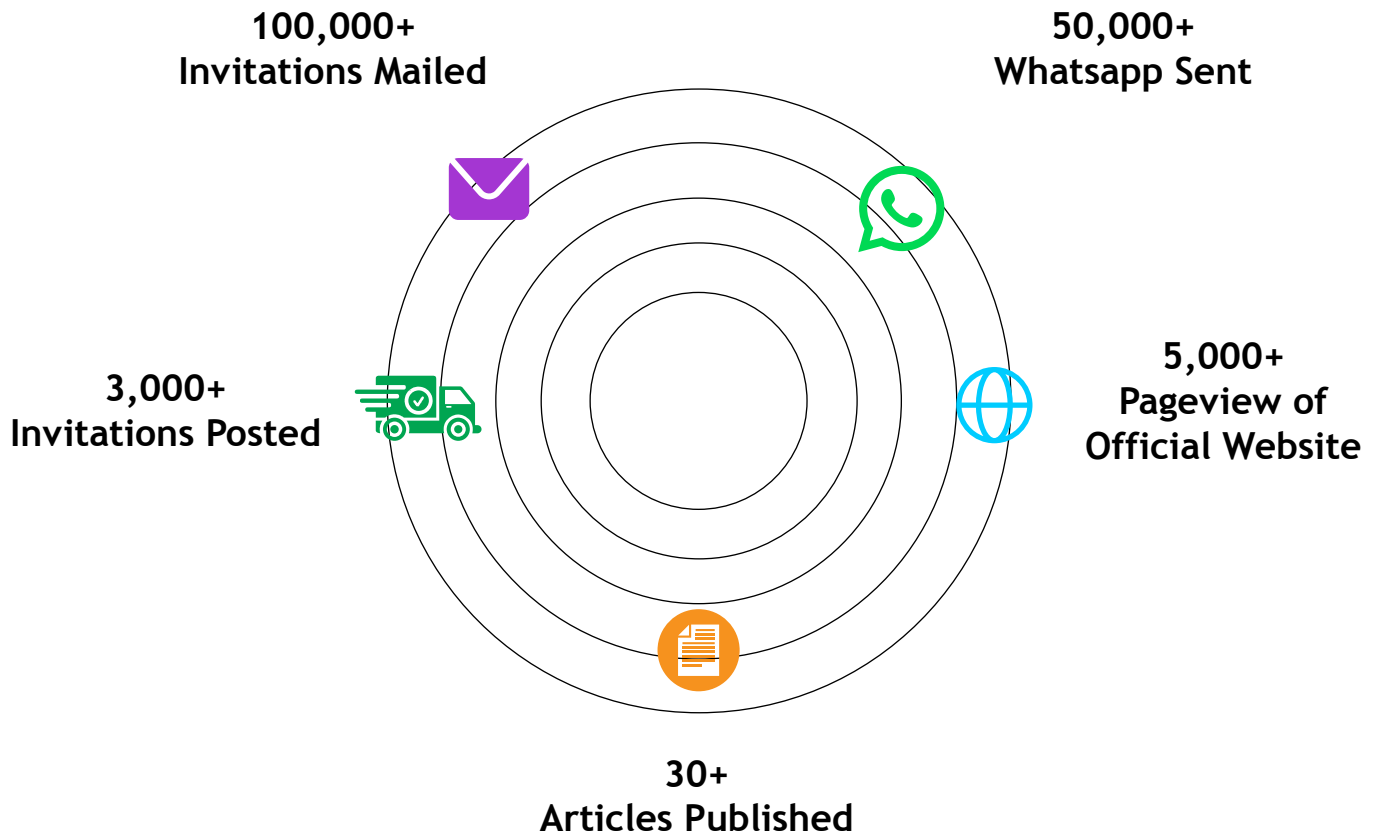 100,000+
Invitations Mailed
50,000+
Whatsapp Sent
3,000+
Invitations Posted
5,000+
Pageview of
Official Website
30+
Articles Published